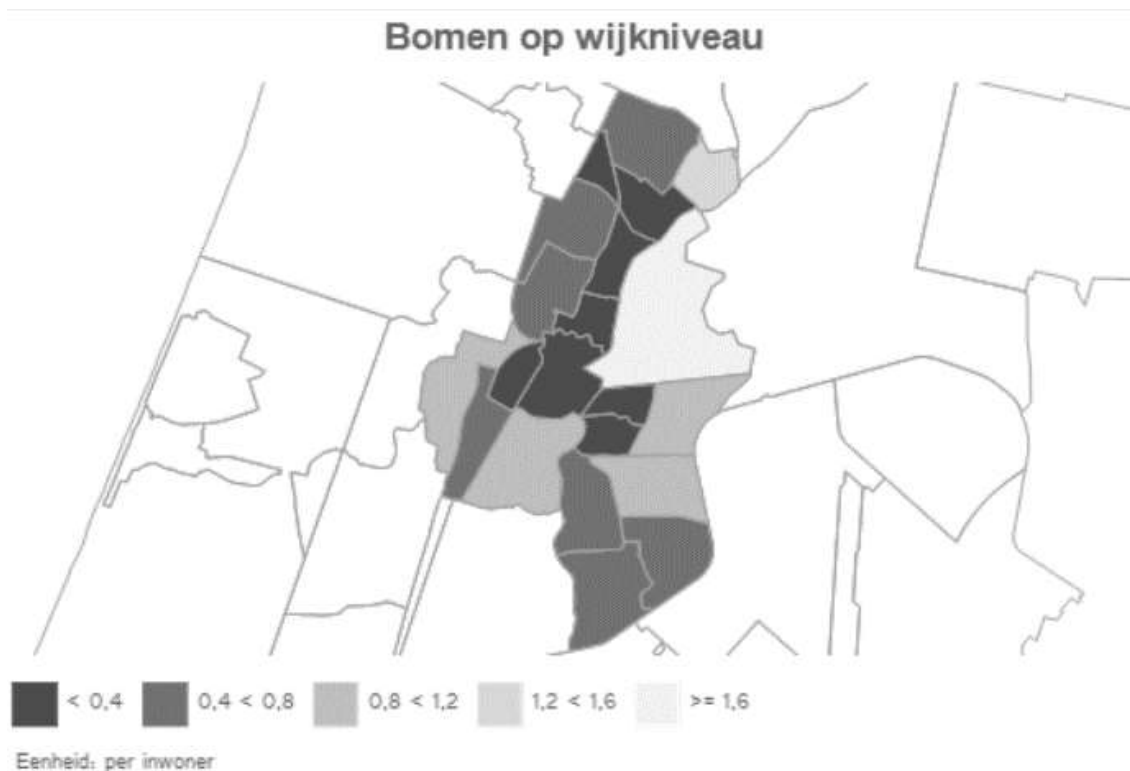 Bomen op wijkniveau
< 0,4 0,4 < 0,8 0,8 < 1,2 1,2 < 1,6 >= 1,6
Eenheid: per inwoner